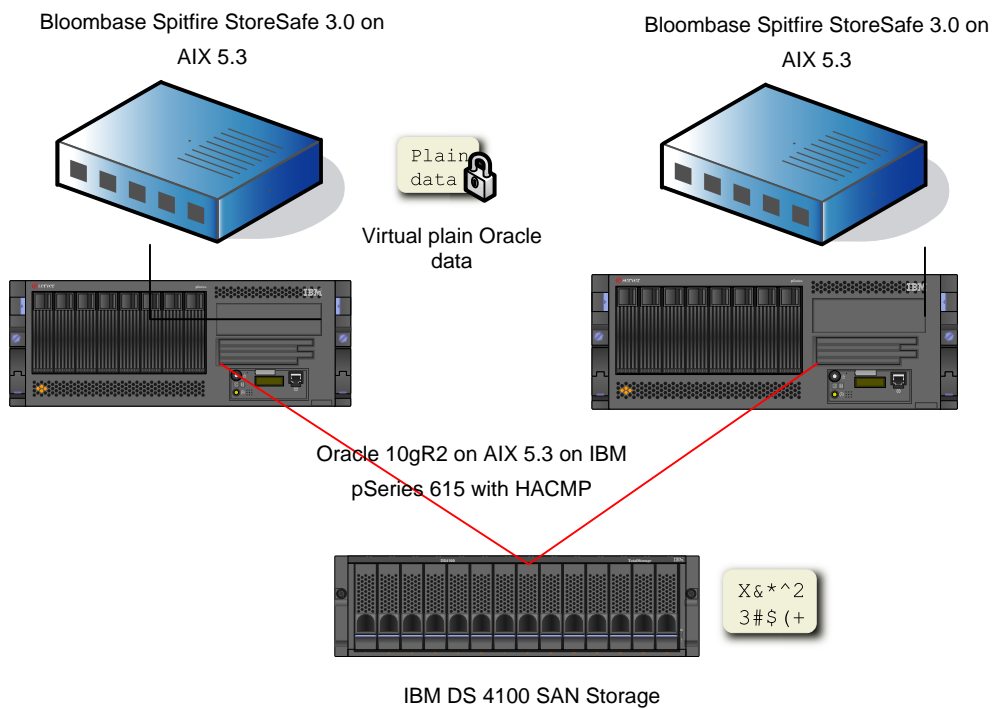 Bloombase Spitfire StoreSafe 3.0 on
AIX 5.3
Bloombase Spitfire StoreSafe 3.0 on
AIX 5.3
Plain
data
Virtual plain Oracle
data
IBM
IBM
Oracle 10gR2 on AIX 5.3 on IBM
pSeries 615 with HACMP
X&*^2
3#$(+
IBM DS 4100 SAN Storage